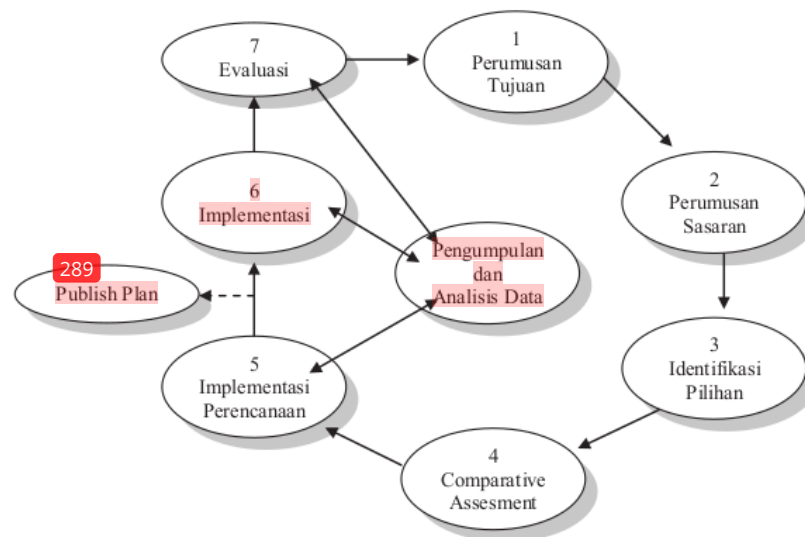 7
Evaluasi
1
Perumusan
Tujuan
2
Perumusan
Sasaran
6
Implementasi
Pengumpulan
dan
Analisis Data
289
Publish Plan
3
Identifikasi
Pilihan
5
Implementasi
Perencanaan
4
Comparative
Assesment